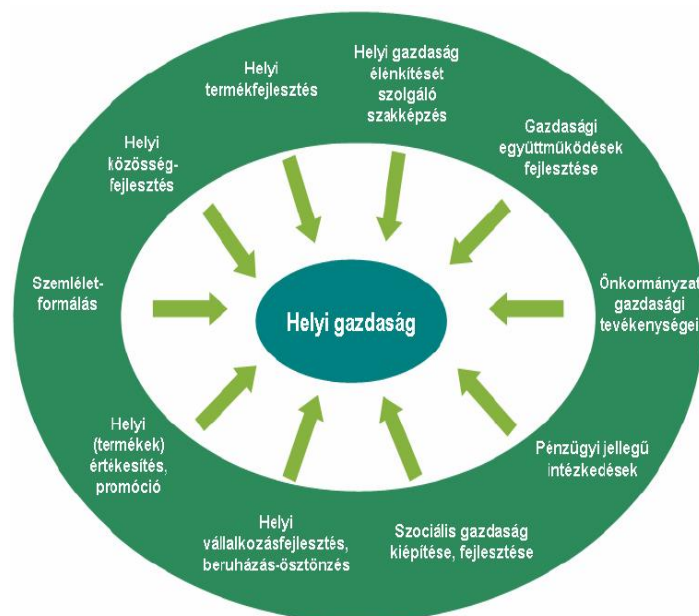 Helyi
termékfejlesztés
Helyi gazdaság
élénkítését
szolgáló
szakképzés
Gazdasági
együttműködések
fejlesztése
Önkormányzat
gazdasági
tevékenységei
Pénzügyi jellegű
intézkedések
Szociális gazdaság
kiépítése, fejlesztése
Helyi
vállalkozásfejlesztés,
beruházás-ösztönzés
Helyi
(termékek)
értékesítés,
promóció
Szemlélet-
formálás
Helyi
közösség-
fejlesztés
Helyi gazdaság